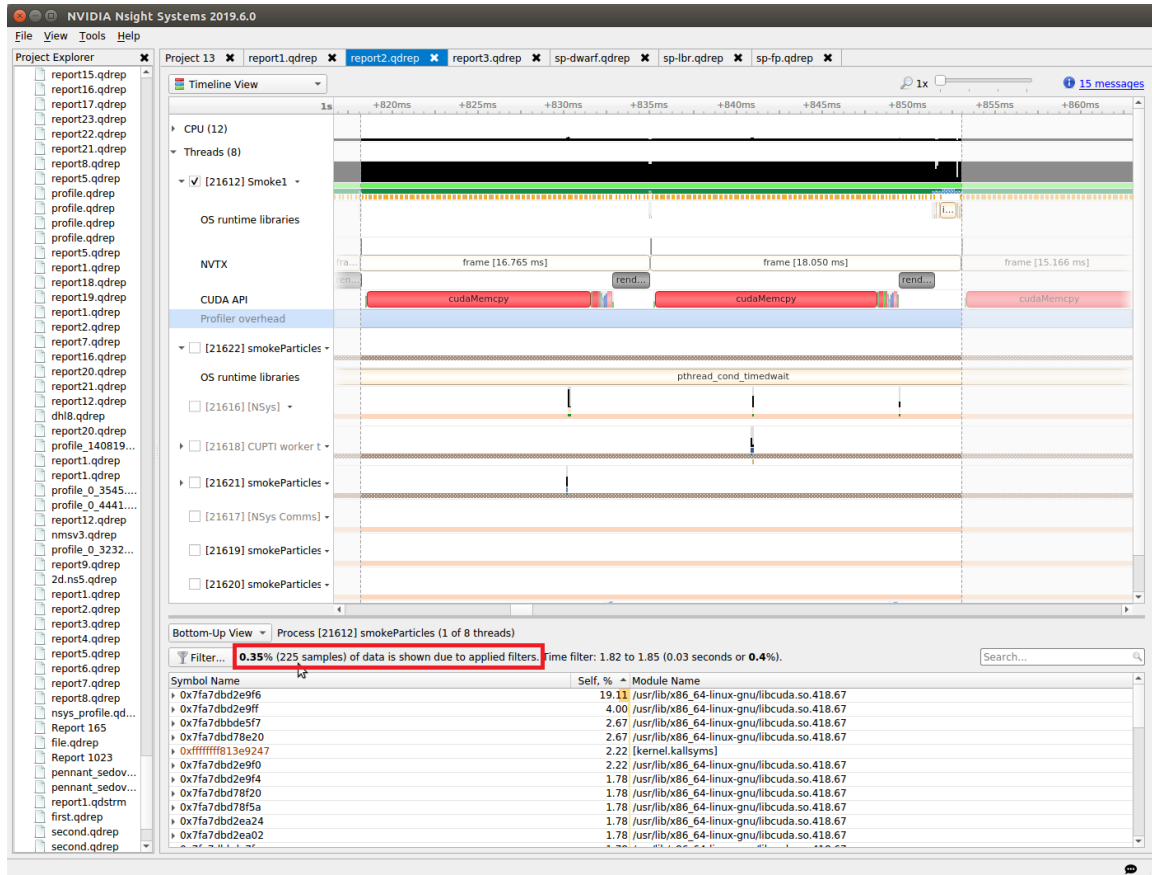 NVIDIA Nsight Systems 2019.6.0
File View Tools Help
Project Explorer
Project 13 report1.qdrep report2.qdrep report3.qdrep sp-dwarf.qdrep sp-lbr.qdrep sp-fp.qdrep
report15.qdrep
report16.qdrep
report17.qdrep
report23.qdrep
report22.qdrep
report21.qdrep
report8.qdrep
report5.qdrep
profile.qdrep
profile.qdrep
profile.qdrep
profile.qdrep
report5.qdrep
report1.qdrep
report18.qdrep
report19.qdrep
report1.qdrep
report2.qdrep
report7.qdrep
report16.qdrep
report20.qdrep
report21.qdrep
report12.qdrep
dhl8.qdrep
report20.qdrep
profile_140819...
report1.qdrep
report1.qdrep
profile_0_3545....
profile_0_4441....
report12.qdrep
nmsv3.qdrep
profile_0_3232...
report9.qdrep
2d.ns5.qdrep
report1.qdrep
report2.qdrep
report3.qdrep
report4.qdrep
report5.qdrep
report6.qdrep
report7.qdrep
report8.qdrep
nsys_profile.qd...
Report 165
file.qdrep
Report 1023
pennant_sedov...
pennant_sedov...
report1.qdstrm
first.qdrep
second.qdrep
second.qdrep
Timeline View 1x 15 messages
1s +820ms +825ms +830ms +835ms +840ms +845ms +850ms +855ms +860ms
CPU (12)
Threads (8)
[21612] Smoke1
OS runtime libraries i...
NVTX fra... frame [16.765 ms] frame [18.050 ms] frame [15.166 ms]
ren... rend... rend...
CUDA API cudaMemcpy cudaMemcpy cudaMemcpy
Profiler overhead
[21622] smokeParticles
OS runtime libraries pthread_cond_timedwait
[21616] [NSys]
[21618] CUPTI worker t
[21621] smokeParticles
[21617] [NSys Comms]
[21619] smokeParticles
[21620] smokeParticles
Bottom-Up View Process [21612] smokeParticles (1 of 8 threads)
Filter... 0.35% (225 samples) of data is shown due to applied filters. Time filter: 1.82 to 1.85 (0.03 seconds or 0.4%). Search...
Symbol Name Self, % Module Name
0x7fa7dbd2e9f6 19.11 /usr/lib/x86_64-linux-gnu/libcuda.so.418.67
0x7fa7dbd2e9ff 4.00 /usr/lib/x86_64-linux-gnu/libcuda.so.418.67
0x7fa7dbbde5f7 2.67 /usr/lib/x86_64-linux-gnu/libcuda.so.418.67
0x7fa7dbd78e20 2.67 /usr/lib/x86_64-linux-gnu/libcuda.so.418.67
0xffffffff813e9247 2.22 [kernel.kallsyms]
0x7fa7dbd2e9f0 2.22 /usr/lib/x86_64-linux-gnu/libcuda.so.418.67
0x7fa7dbd2e9f4 1.78 /usr/lib/x86_64-linux-gnu/libcuda.so.418.67
0x7fa7dbd78f20 1.78 /usr/lib/x86_64-linux-gnu/libcuda.so.418.67
0x7fa7dbd78f5a 1.78 /usr/lib/x86_64-linux-gnu/libcuda.so.418.67
0x7fa7dbd2ea24 1.78 /usr/lib/x86_64-linux-gnu/libcuda.so.418.67
0x7fa7dbd2ea02 1.78 /usr/lib/x86_64-linux-gnu/libcuda.so.418.67